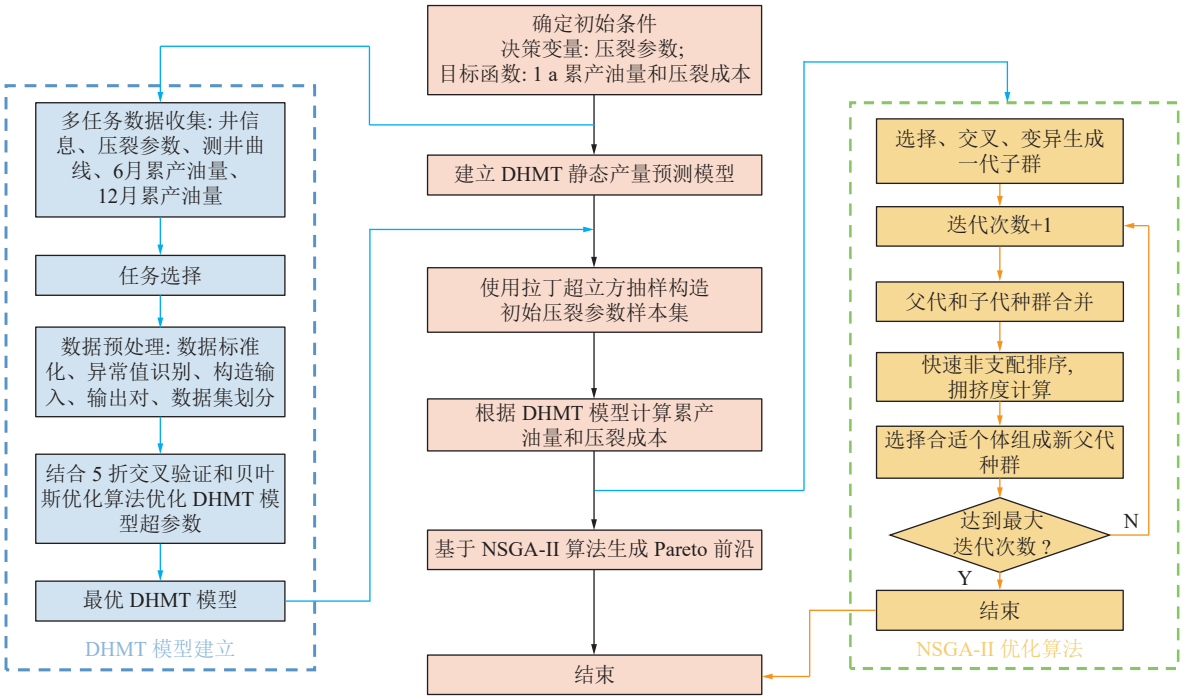 确定初始条件
决策变量: 压裂参数;
目标函数: 1 a 累产油量和压裂成本
建立 DHMT 静态产量预测模型
使用拉丁超立方抽样构造
初始压裂参数样本集
根据 DHMT 模型计算累产
油量和压裂成本
基于 NSGA-II 算法生成 Pareto 前沿
结束
多任务数据收集: 井信
息、压裂参数、测井曲
线、6月累产油量、
12月累产油量
任务选择
数据预处理: 数据标准
化、异常值识别、构造输
入、输出对、数据集划分
结合 5 折交叉验证和贝叶
斯优化算法优化 DHMT 模
型超参数
最优 DHMT 模型
DHMT 模型建立
选择、交叉、变异生成
一代子群
迭代次数+1
父代和子代种群合并
快速非支配排序,
拥挤度计算
选择合适个体组成新父代
种群
达到最大
迭代次数 ?
N
Y
结束
NSGA-II 优化算法